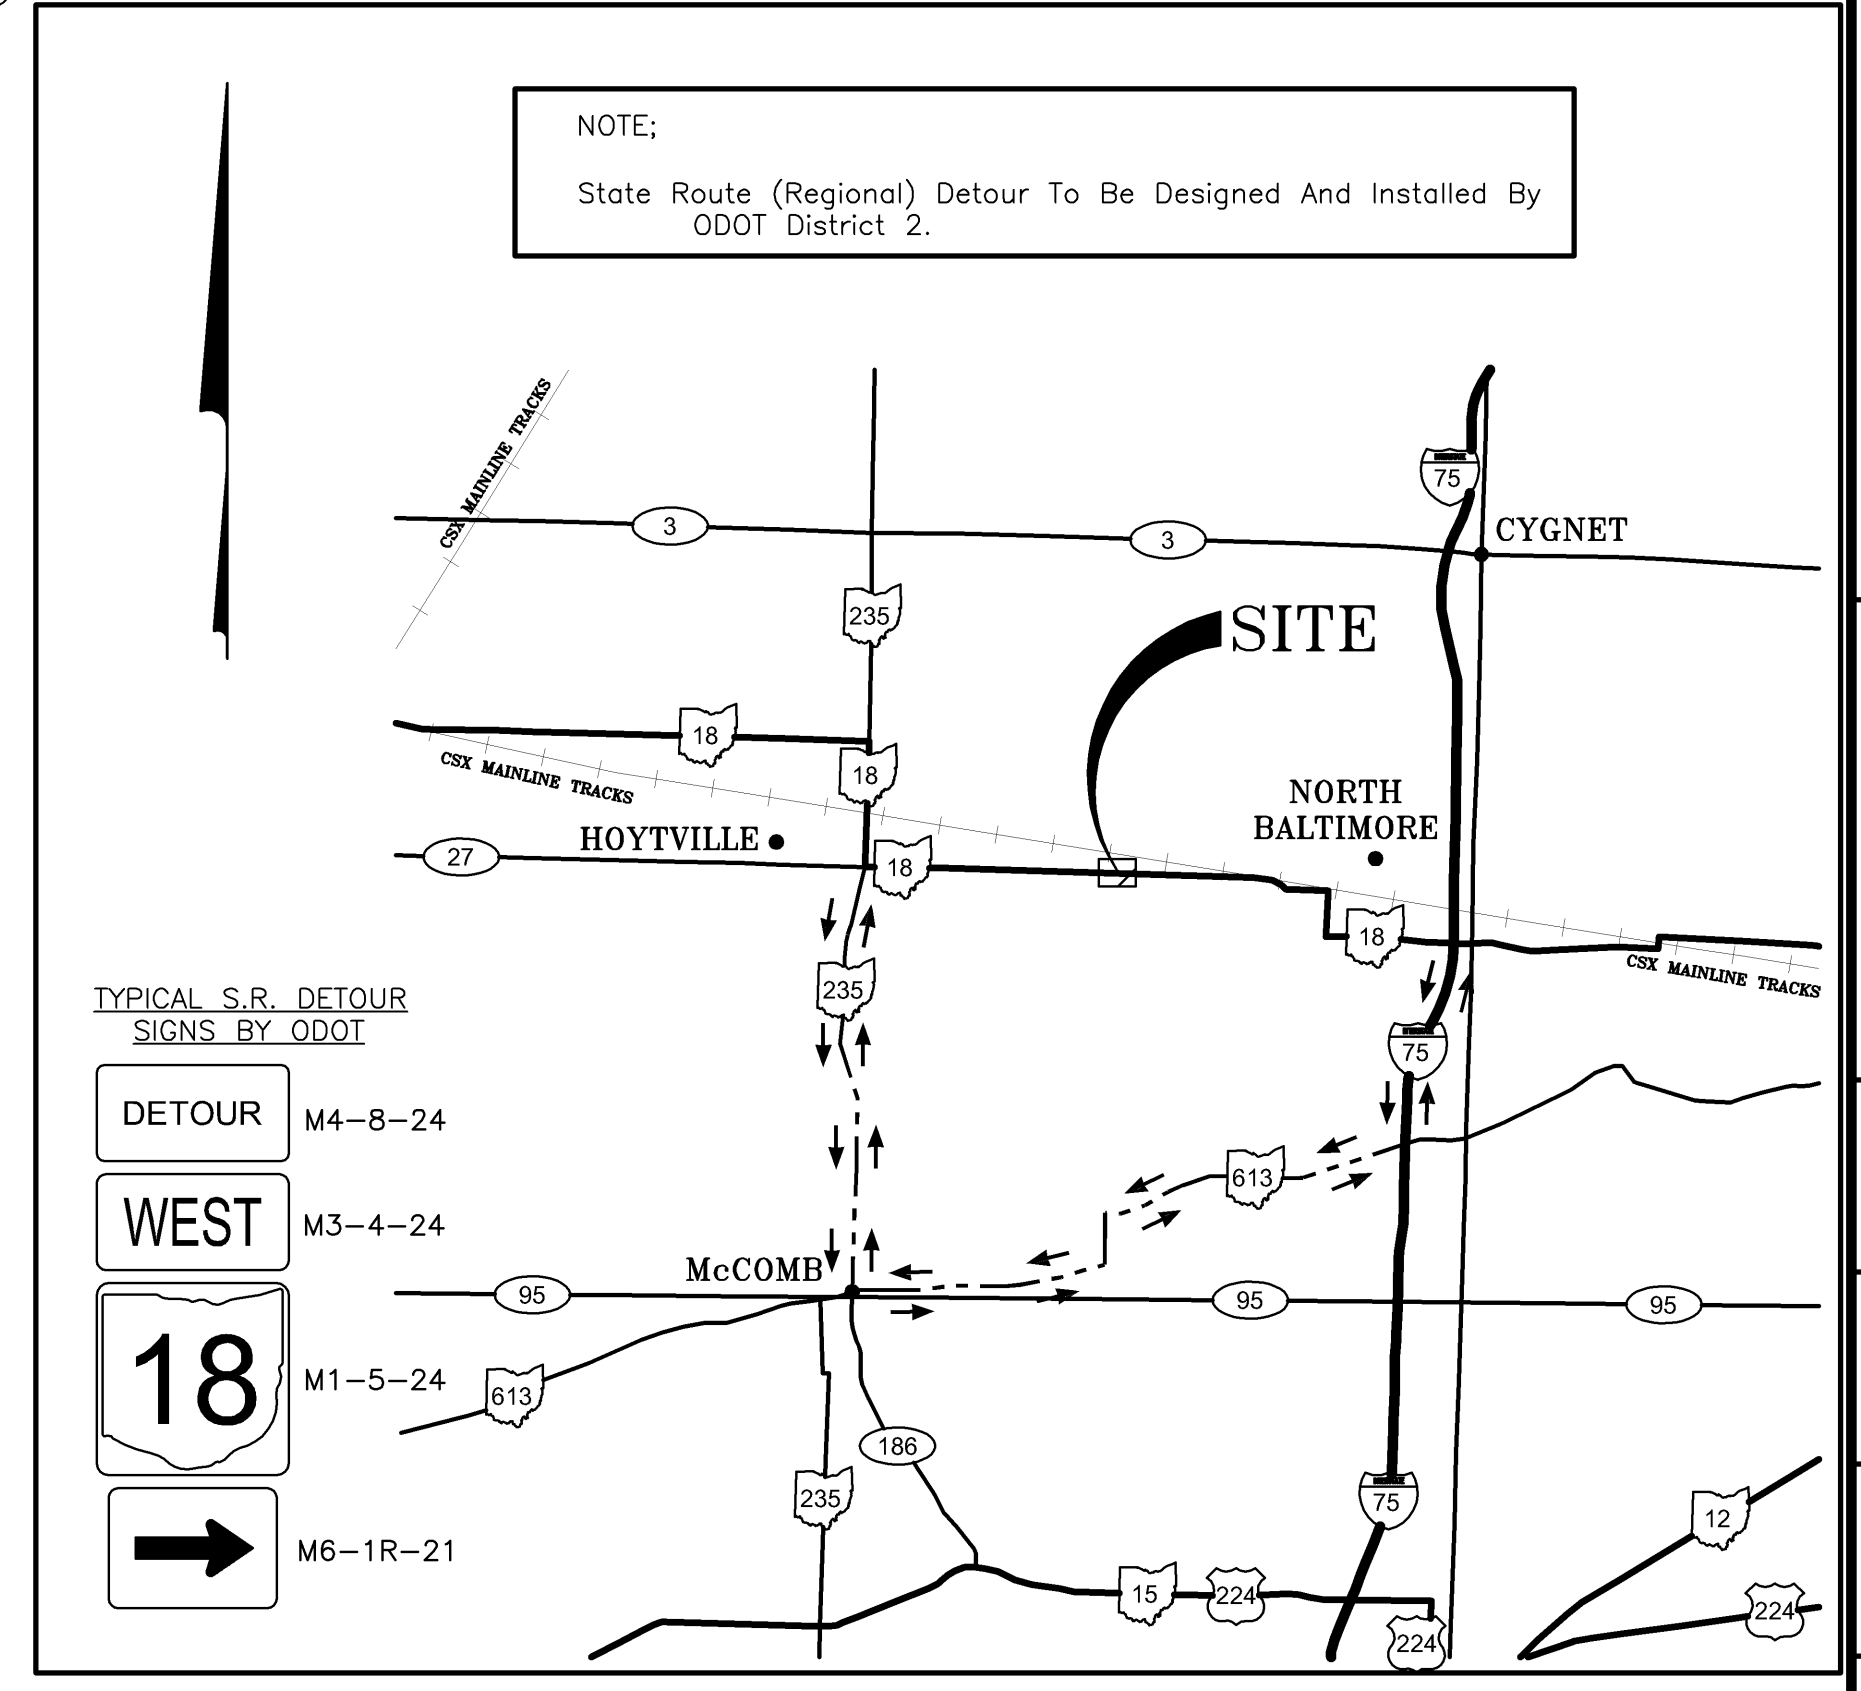 NOTE;
State Route (Regional) Detour To Be Designed And Installed By
ODOT District 2.
CSX MAINLINE TRACKS
75
3
3
CYGNET
235
SITE
18
18
CSX MAINLINE TRACKS
NORTH
BALTIMORE
HOYTVILLE
27
18
18
CSX MAINLINE TRACKS
235
75
TYPICAL S.R. DETOUR
SIGNS BY ODOT
DETOUR M4-8-24
WEST M3-4-24
18 M1-5-24
M6-1R-21
613
McCOMB
95
95
95
613
186
235
75
12
15
224
224
224